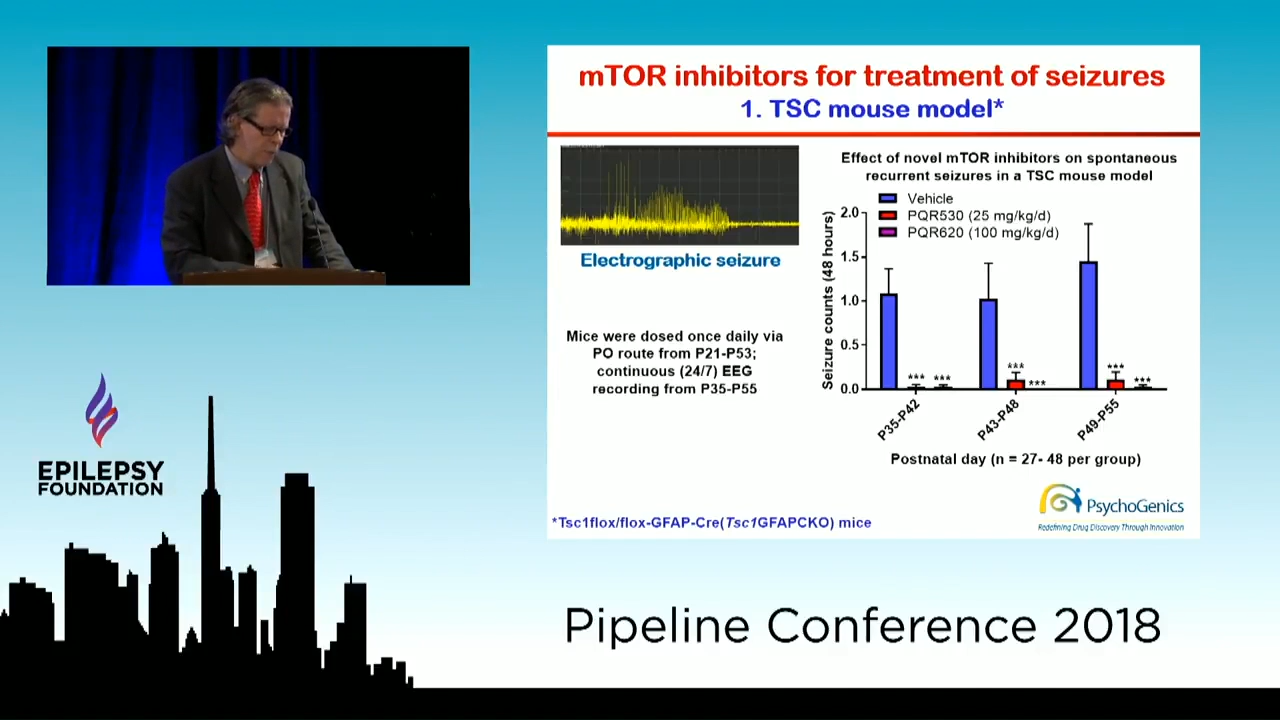 mTOR inhibitors for treatment of seizures
1. TSC mouse model*
Electrographic seizure
Mice were dosed once daily via
PO route from P21-P53;
continuous (24/7) EEG
recording from P35-P55
Effect of novel mTOR inhibitors on spontaneous
recurrent seizures in a TSC mouse model
Vehicle
PQR530 (25 mg/kg/d)
PQR620 (100 mg/kg/d)
Seizure counts (48 hours)
2.0
1.5
1.0
0.5
0.0
*** ***
*** ***
*** ***
P35-P42
P43-P48
P49-P55
Postnatal day (n = 27- 48 per group)
PsychoGenics
Redefining Drug Discovery Through Innovation
*Tsc1flox/flox-GFAP-Cre(Tsc1GFAPCKO) mice
EPILEPSY
FOUNDATION
Pipeline Conference 2018